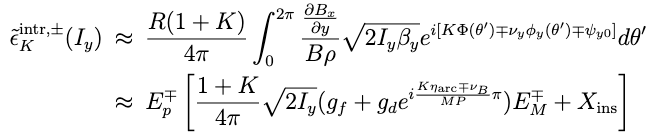 \tilde{\epsilon}_K^{\text{intr},\pm}(I_y) \approx \frac{R(1+K)}{4\pi} \int_0^{2\pi} \frac{\frac{\partial B_x}{\partial y}}{B\rho} \sqrt{2I_y\beta_y} e^{i[K\Phi(\theta')\mp\nu_y\phi_y(\theta')\mp\psi_{y0}]} d\theta'
\approx E_p^{\mp} \left[ \frac{1+K}{4\pi} \sqrt{2I_y} (g_f + g_d e^{i\frac{K\eta_{\text{arc}}\mp\nu_B}{MP}\pi}) E_M^{\mp} + X_{\text{ins}} \right]